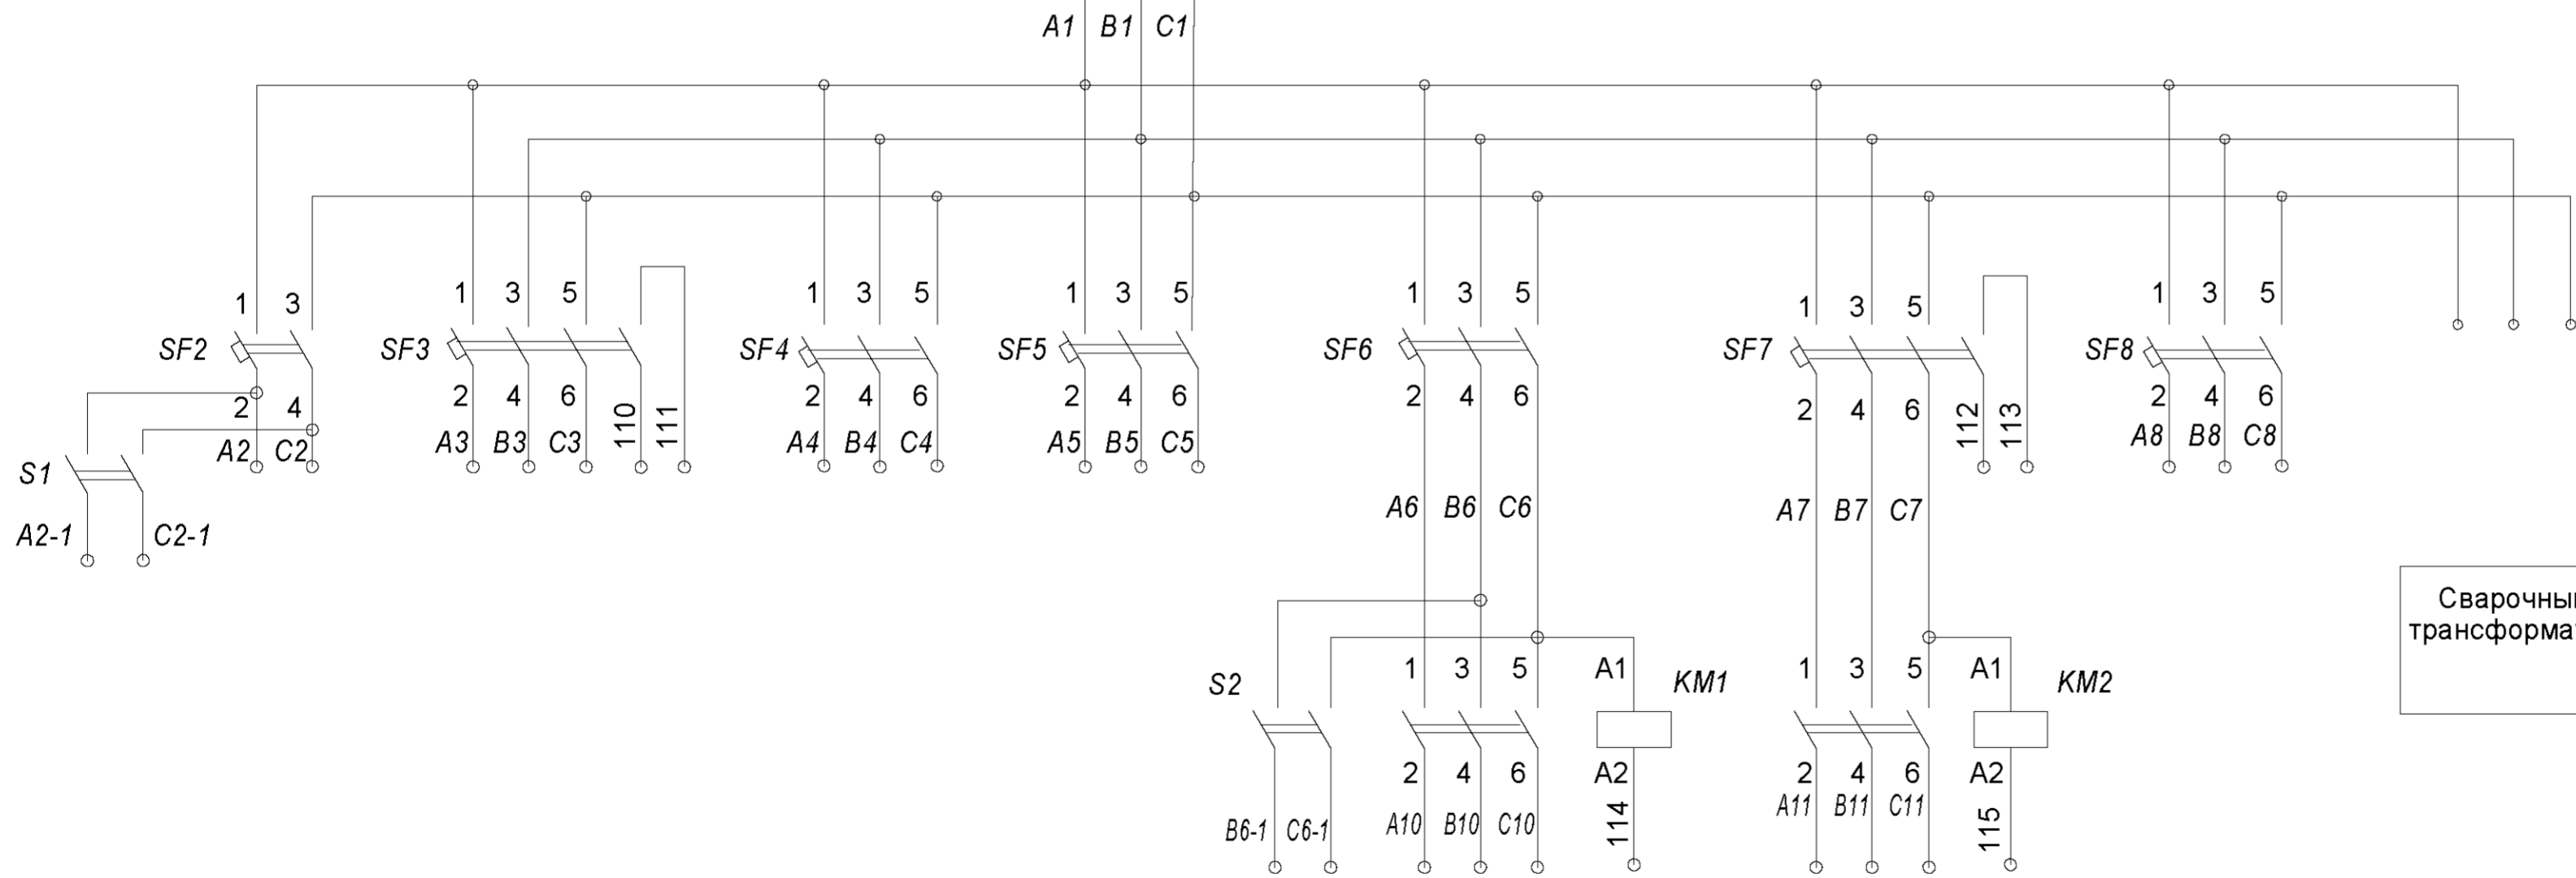 A1 B1 C1
1 3
SF2
2 4
A2 C2
S1
A2-1 C2-1
1 3 5
SF3
2 4 6
A3 B3 C3 110 111
1 3 5
SF4
2 4 6
A4 B4 C4
1 3 5
SF5
2 4 6
A5 B5 C5
1 3 5
SF6
2 4 6
A6 B6 C6
S2
B6-1 C6-1
1 3 5
2 4 6
A10 B10 C10
A1
KM1
A2
114
1 3 5
SF7
2 4 6
112 113
A7 B7 C7
1 3 5
2 4 6
A11 B11 C11
A1
KM2
A2
115
1 3 5
SF8
2 4 6
A8 B8 C8